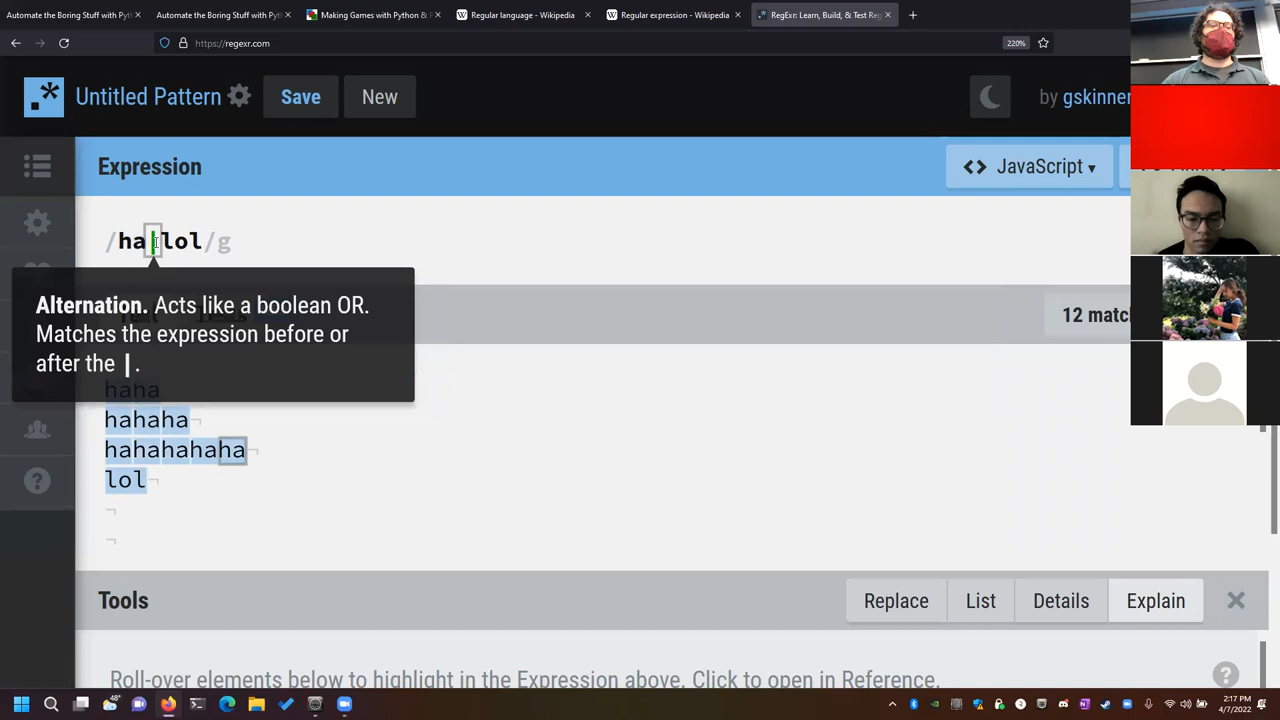 Automate the Boring Stuff with Pyth
Automate the Boring Stuff with Pyth
Making Games with Python & P
Regular language - Wikipedia
Regular expression - Wikipedia
RegExr: Learn, Build, & Test Reg
https://regexr.com
220%
.*
Untitled Pattern
Save
New
by gskinner
Expression
<> JavaScript
/ha|lol/g
Alternation. Acts like a boolean OR.
Matches the expression before or
after the |.
12 matc
haha
hahaha
hahahahaha
lol
Tools
Replace
List
Details
Explain
Roll-over elements below to highlight in the Expression above. Click to open in Reference.
48°
2:17 PM
4/7/2022